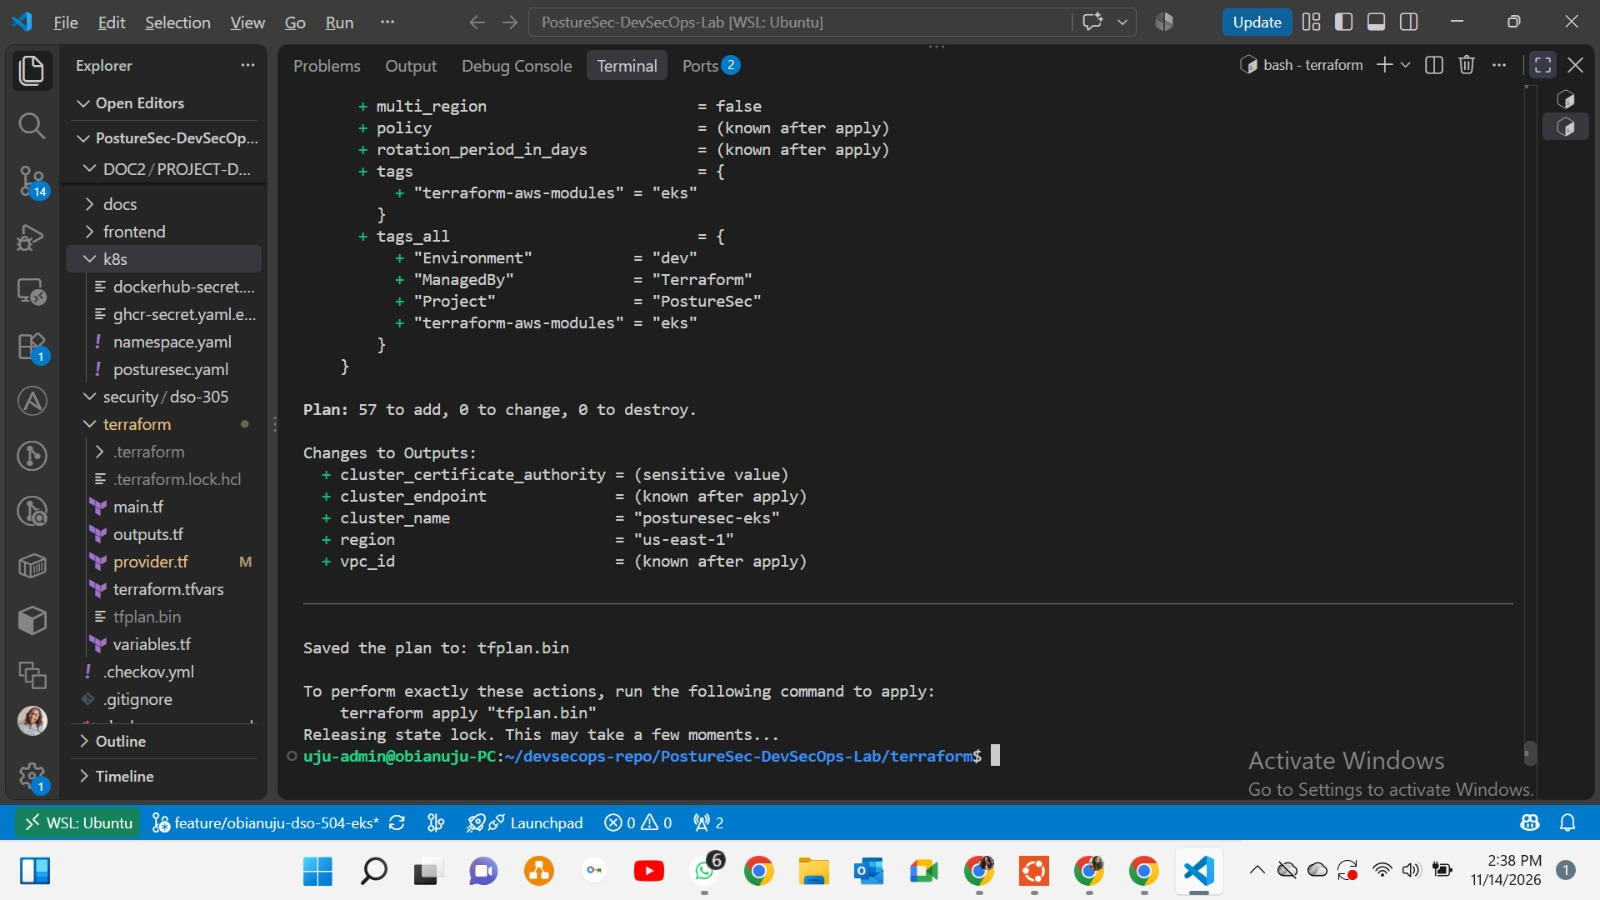 File Edit Selection View Go Run ···
PostureSec-DevSecOps-Lab [WSL: Ubuntu]
Update
Explorer ···
Open Editors
PostureSec-DevSecOp...
DOC2 / PROJECT-D...
docs
frontend
k8s
dockerhub-secret....
ghcr-secret.yaml.e...
namespace.yaml
posturesec.yaml
security / dso-305
terraform
.terraform
.terraform.lock.hcl
main.tf
outputs.tf
provider.tf M
terraform.tfvars
tfplan.bin
variables.tf
.checkov.yml
.gitignore
Outline
Timeline
14
1
1
Problems Output Debug Console Terminal Ports 2
bash - terraform
+ multi_region = false
+ policy = (known after apply)
+ rotation_period_in_days = (known after apply)
+ tags = {
+ "terraform-aws-modules" = "eks"
}
+ tags_all = {
+ "Environment" = "dev"
+ "ManagedBy" = "Terraform"
+ "Project" = "PostureSec"
+ "terraform-aws-modules" = "eks"
}
}
Plan: 57 to add, 0 to change, 0 to destroy.
Changes to Outputs:
+ cluster_certificate_authority = (sensitive value)
+ cluster_endpoint = (known after apply)
+ cluster_name = "posturesec-eks"
+ region = "us-east-1"
+ vpc_id = (known after apply)
Saved the plan to: tfplan.bin
To perform exactly these actions, run the following command to apply:
terraform apply "tfplan.bin"
Releasing state lock. This may take a few moments...
uju-admin@obianuju-PC:~/devsecops-repo/PostureSec-DevSecOps-Lab/terraform$
Activate Windows
Go to Settings to activate Windows.
WSL: Ubuntu feature/obianuju-dso-504-eks* Launchpad 0 0 2
6
2:38 PM
11/14/2026
1